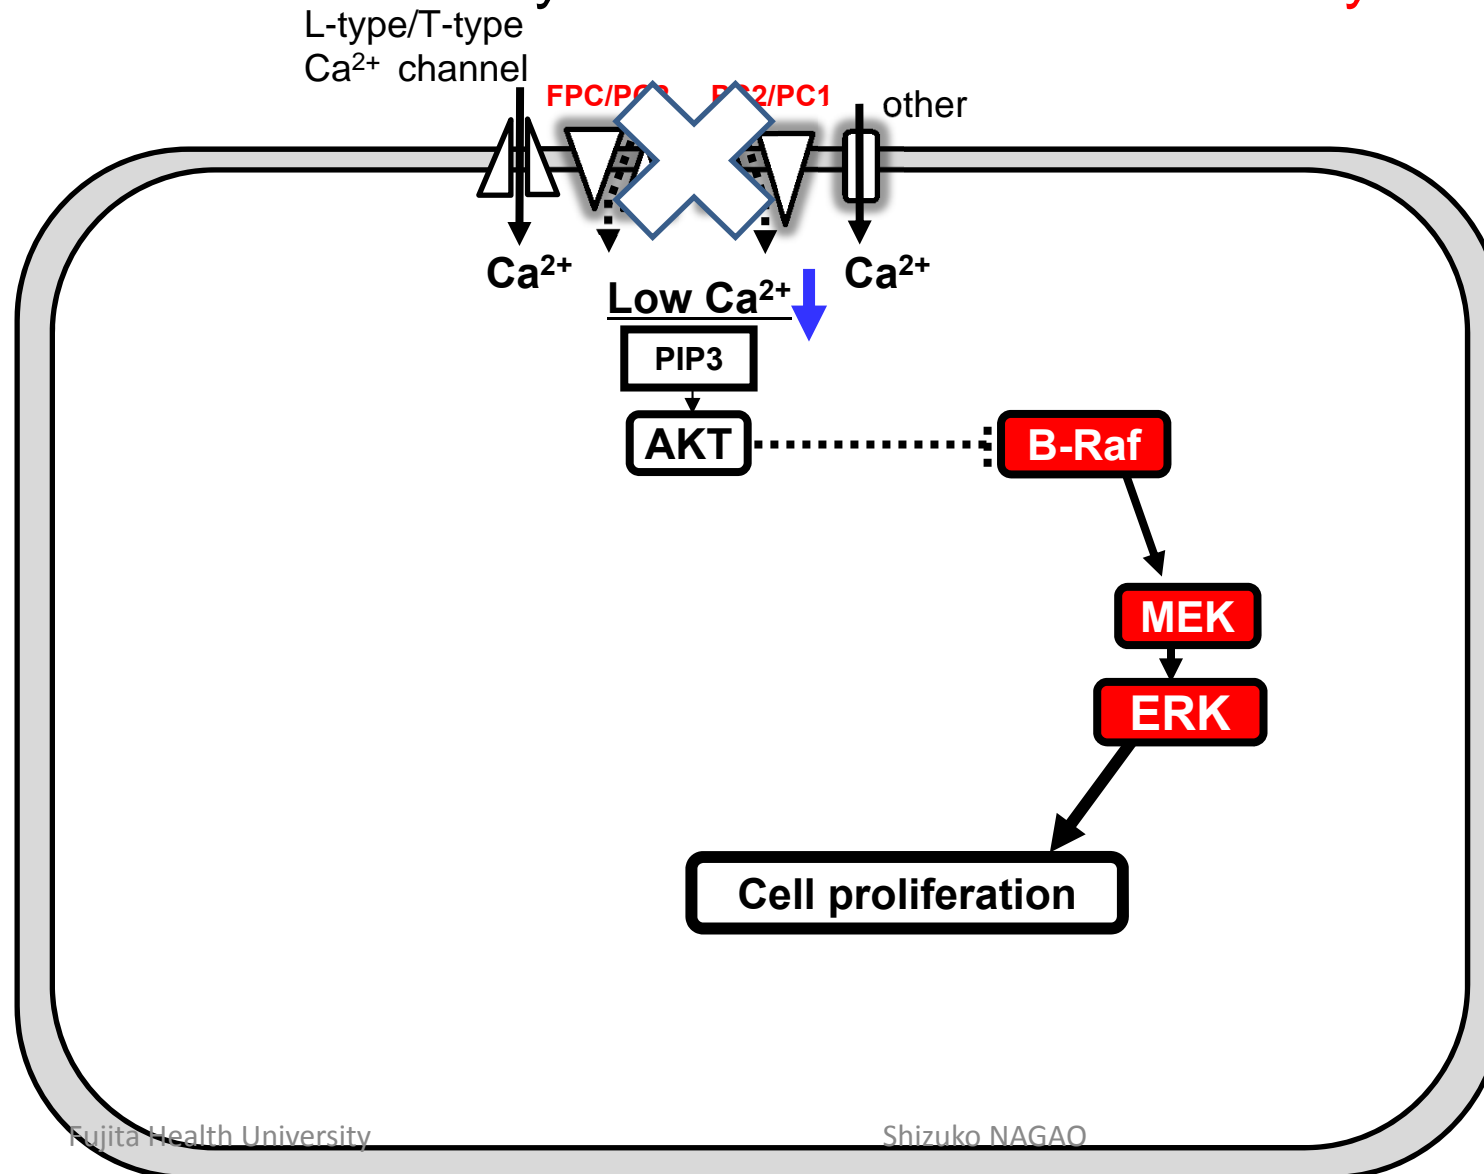 L-type/T-type
Ca²⁺ channel
other
Ca²⁺
Ca²⁺
Low Ca²⁺
PIP3
AKT
B-Raf
MEK
ERK
Cell proliferation
Fujita Health University
Shizuko NAGAO